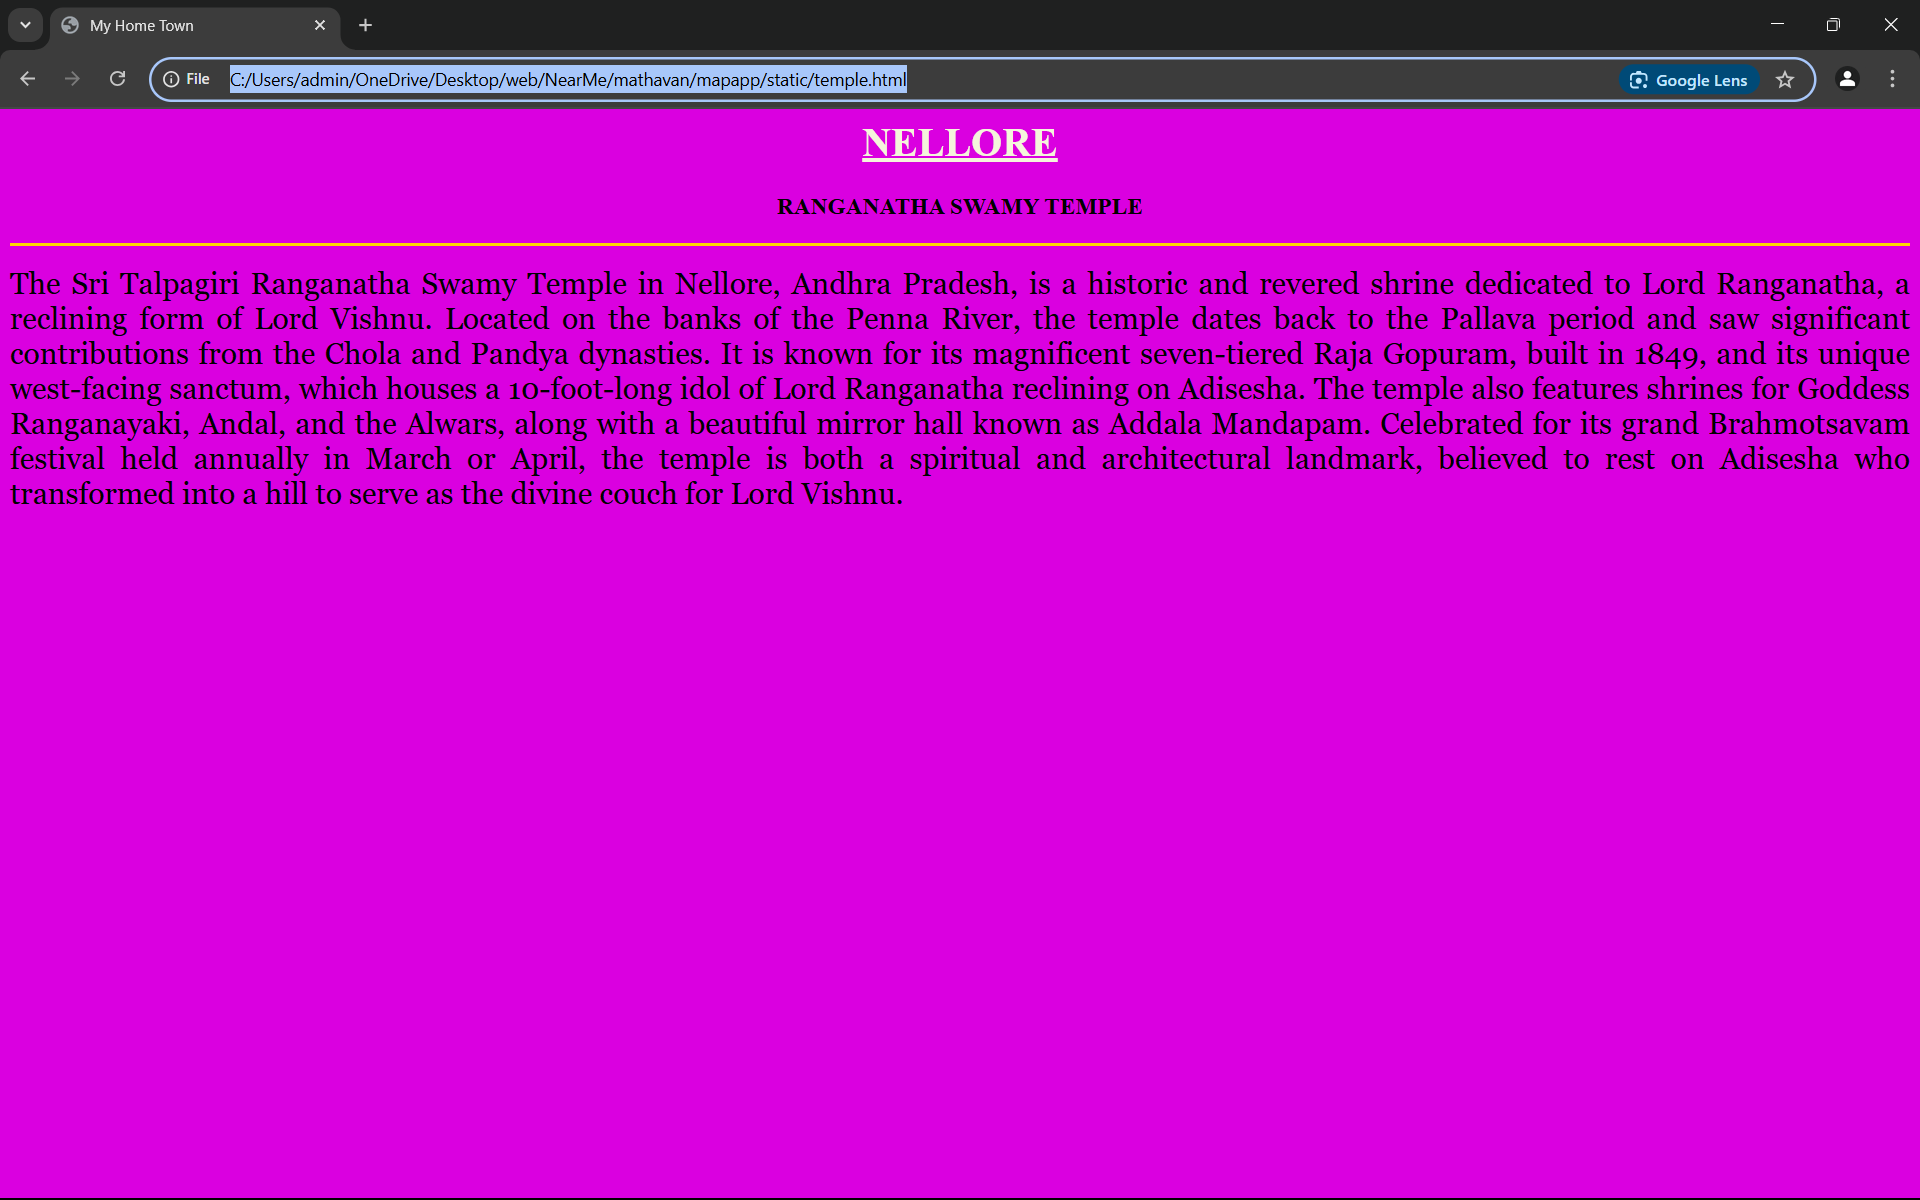 My Home Town
File
C:/Users/admin/OneDrive/Desktop/web/NearMe/mathavan/mapapp/static/temple.html
Google Lens
NELLORE
RANGANATHA SWAMY TEMPLE
The Sri Talpagiri Ranganatha Swamy Temple in Nellore, Andhra Pradesh, is a historic and revered shrine dedicated to Lord Ranganatha, a
reclining form of Lord Vishnu. Located on the banks of the Penna River, the temple dates back to the Pallava period and saw significant
contributions from the Chola and Pandya dynasties. It is known for its magnificent seven-tiered Raja Gopuram, built in 1849, and its unique
west-facing sanctum, which houses a 10-foot-long idol of Lord Ranganatha reclining on Adisesha. The temple also features shrines for Goddess
Ranganayaki, Andal, and the Alwars, along with a beautiful mirror hall known as Addala Mandapam. Celebrated for its grand Brahmotsavam
festival held annually in March or April, the temple is both a spiritual and architectural landmark, believed to rest on Adisesha who
transformed into a hill to serve as the divine couch for Lord Vishnu.